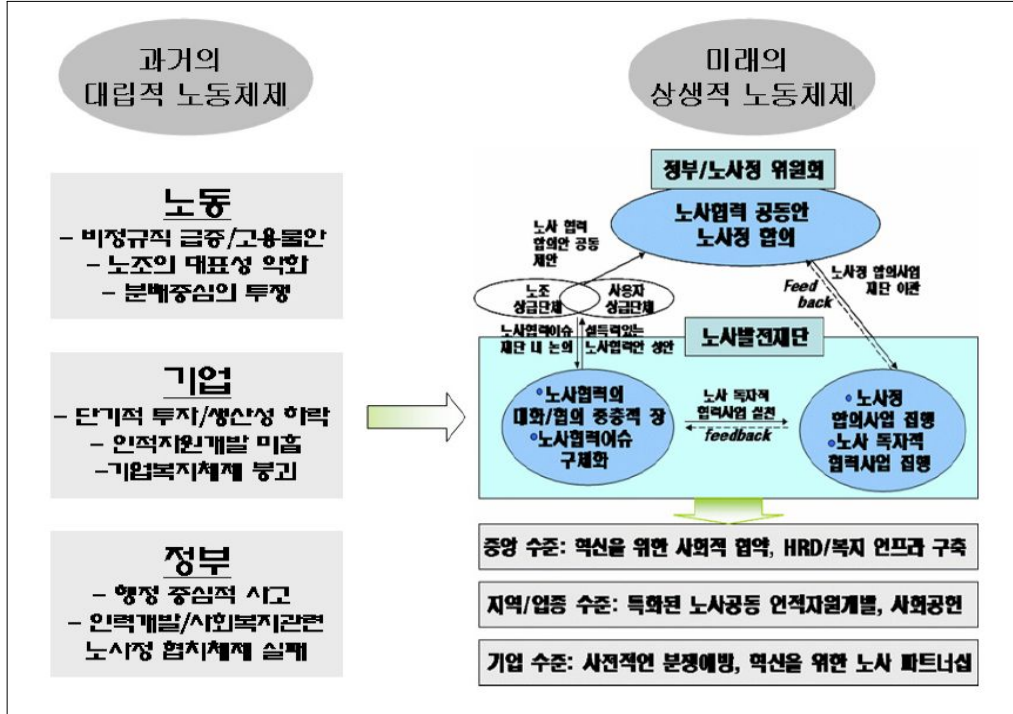 과거의
대립적 노동체제
노동
- 비정규직 급증/고용불안
- 노조의 대표성 악화
- 분배중심의 투쟁
기업
- 단기적 투자/생산성 하락
- 인적자원개발 미흡
-기업복지체제 붕괴
정부
- 행정 중심적 사고
- 인력개발/사회복지관련
노사정 협치체제 실패
미래의
상생적 노동체제
정부/노사정 위원회
노사협력 공동안
노사정 합의
노사 협력
합의안 공동
제안
노조
상급단체
사용자
상급단체
노사정 합의사업
재단 이관
Feed
back
노사협력이슈
재단 내 논의
설득력있는
노사협력안 성안
노사발전재단
•노사협력의
대화/협의 중층적 장
•노사협력이슈
구체화
노사 독자적
협력사업 실천
feedback
•노사정
합의사업 집행
•노사 독자적
협력사업 집행
중앙 수준: 혁신을 위한 사회적 협약, HRD/복지 인프라 구축
지역/업종 수준: 특화된 노사공동 인적자원개발, 사회공헌
기업 수준: 사전적인 분쟁예방, 혁신을 위한 노사 파트너십